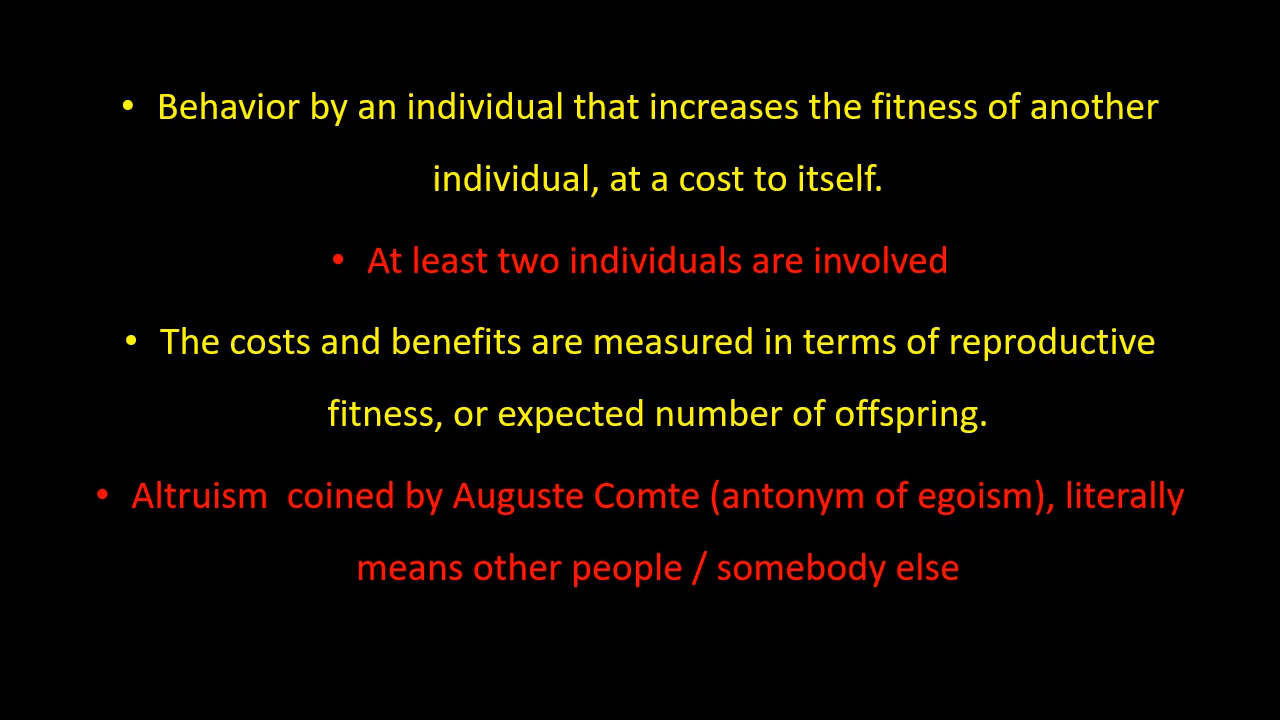 • Behavior by an individual that increases the fitness of another
individual, at a cost to itself.
• At least two individuals are involved
• The costs and benefits are measured in terms of reproductive
fitness, or expected number of offspring.
• Altruism  coined by Auguste Comte (antonym of egoism), literally
means other people / somebody else